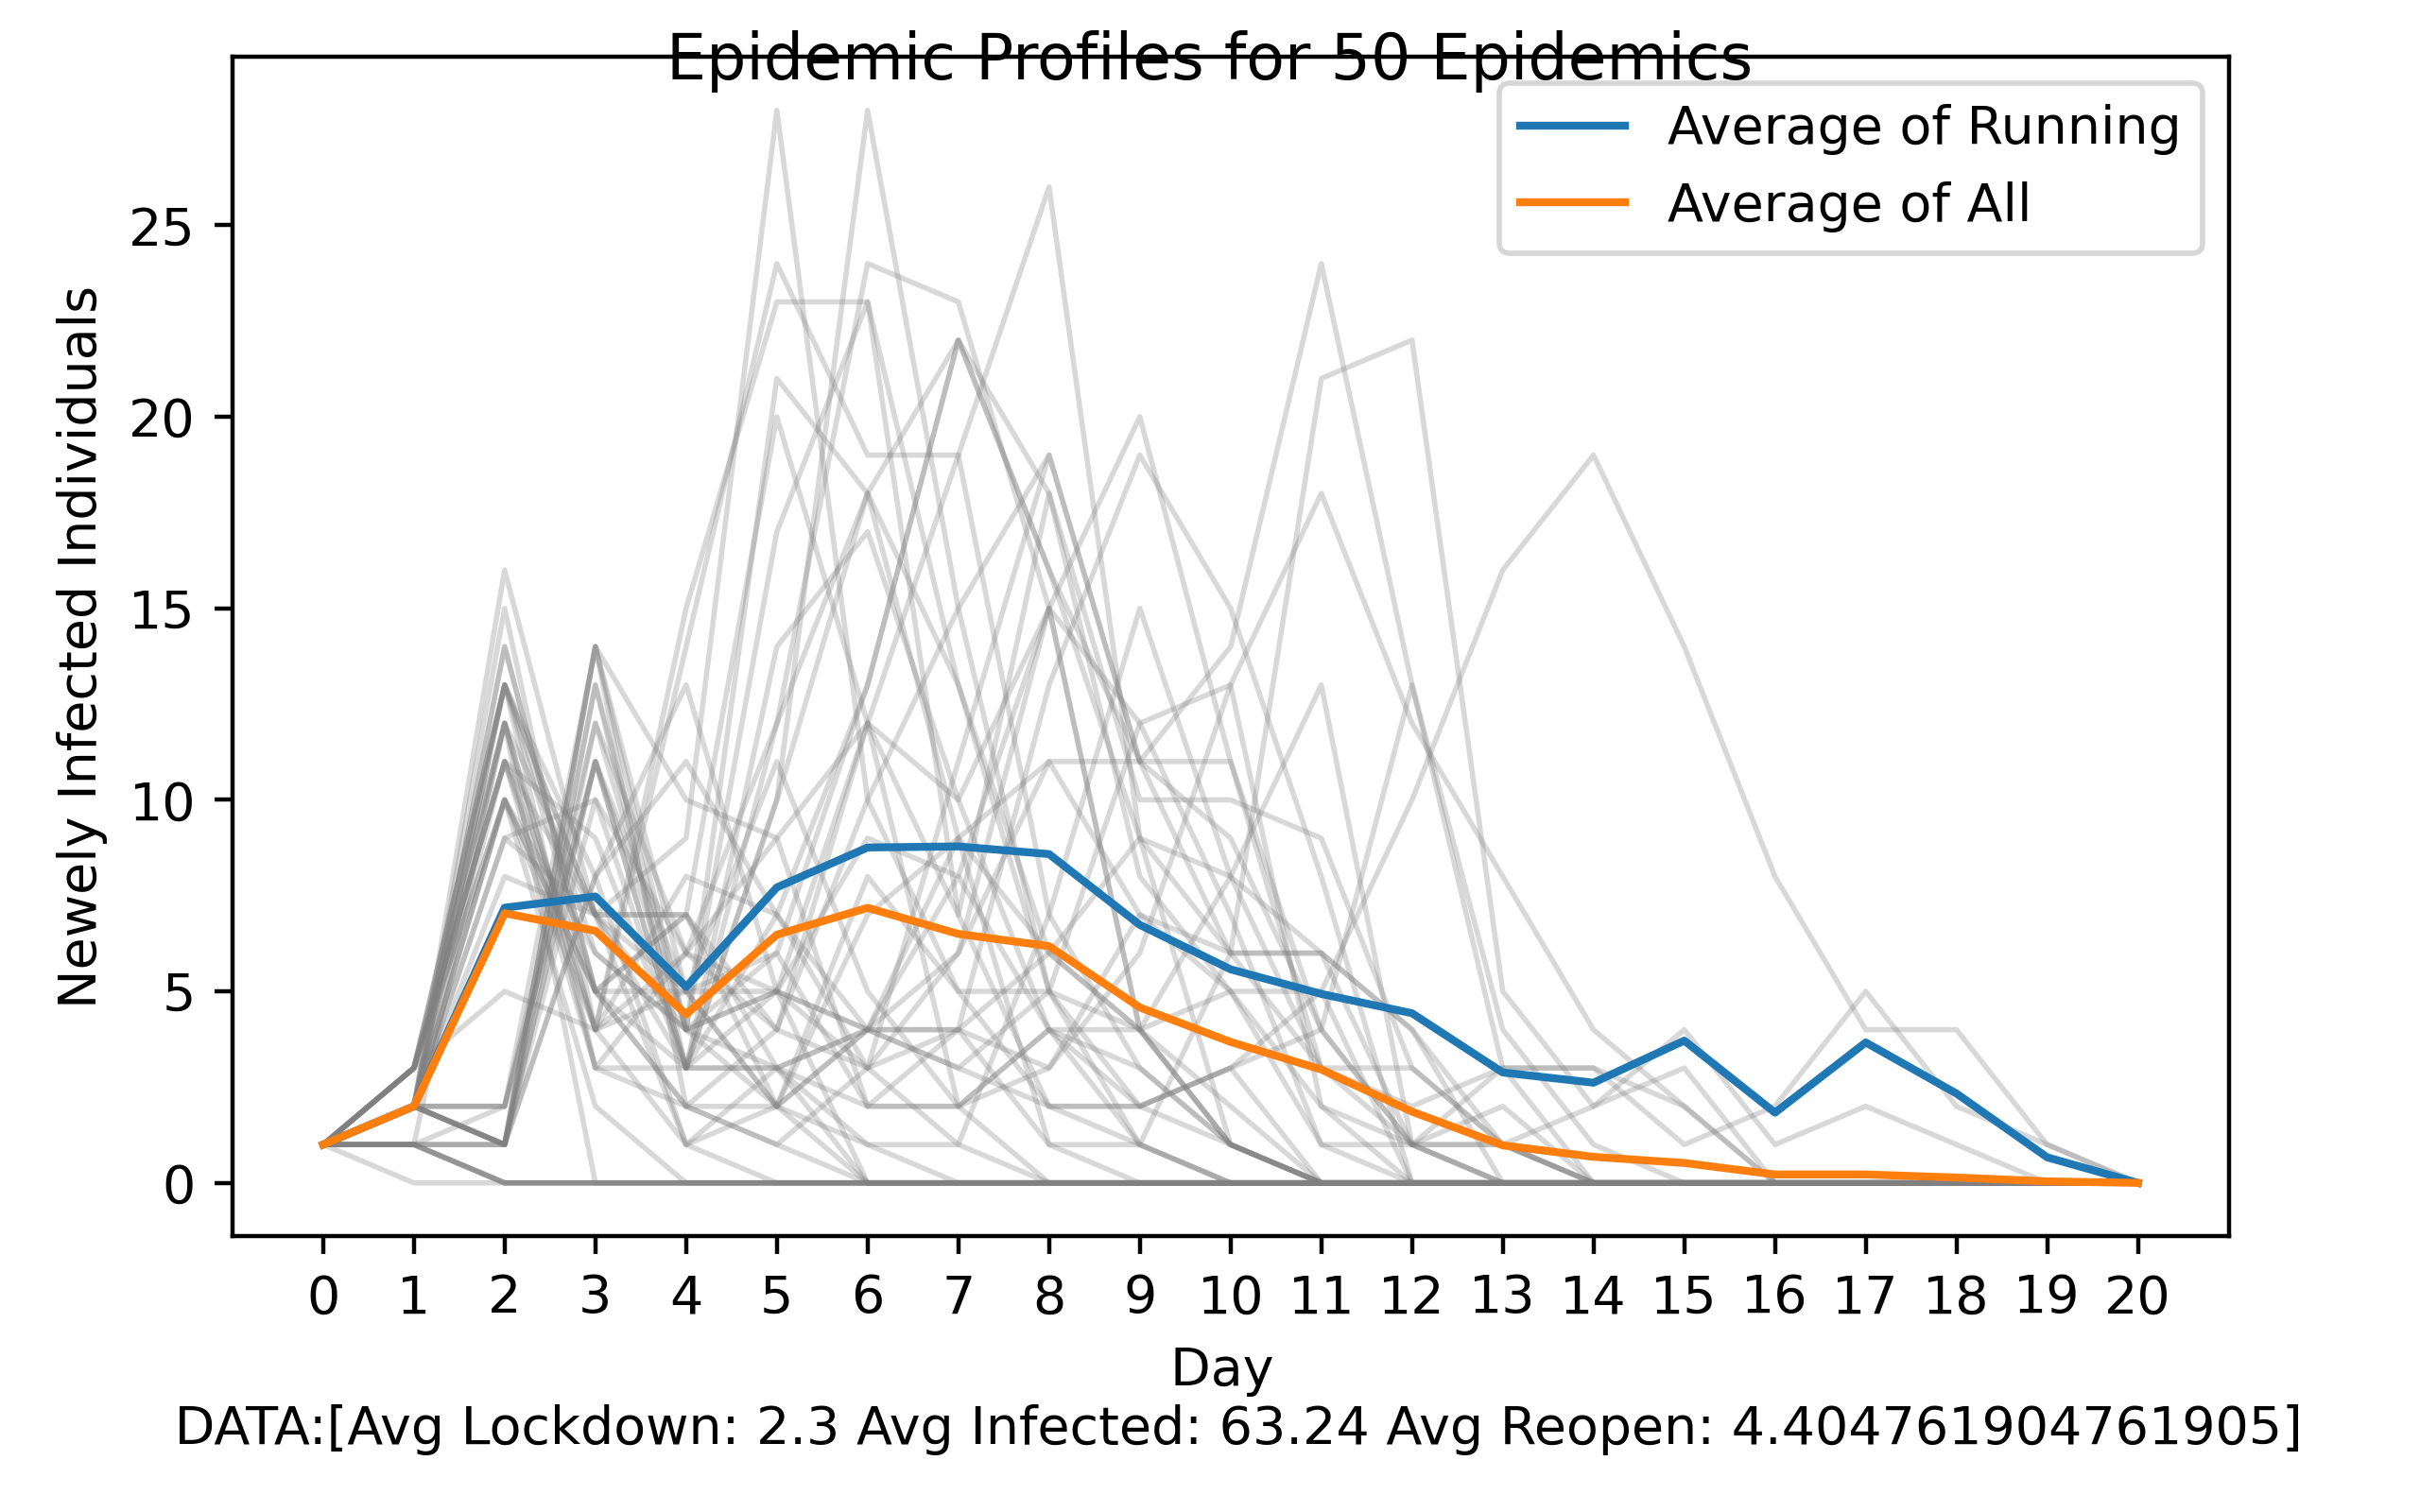 Epidemic Profiles for 50 Epidemics
Average of Running
Average of All
Newely Infected Individuals
25
20
15
10
5
0
0 1 2 3 4 5 6 7 8 9 10 11 12 13 14 15 16 17 18 19 20
Day
DATA:[Avg Lockdown: 2.3 Avg Infected: 63.24 Avg Reopen: 4.404761904761905]